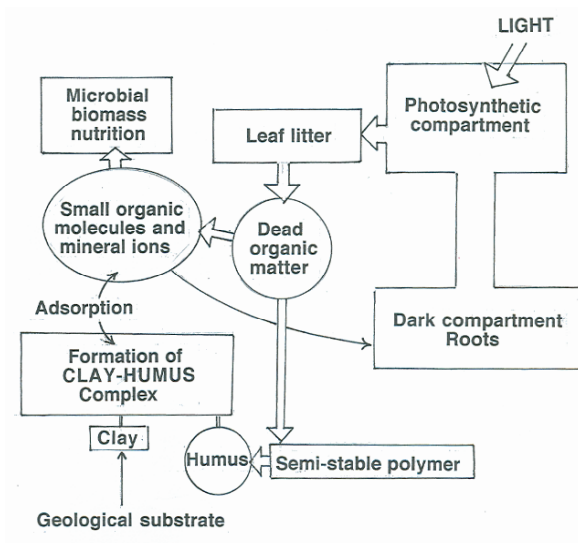 LIGHT
Photosynthetic
compartment
Microbial
biomass
nutrition
Leaf litter
Small organic
molecules and
mineral ions
Dead
organic
matter
Adsorption
Dark compartment
Roots
Formation of
CLAY-HUMUS
Complex
Clay
Humus
Semi-stable polymer
Geological substrate